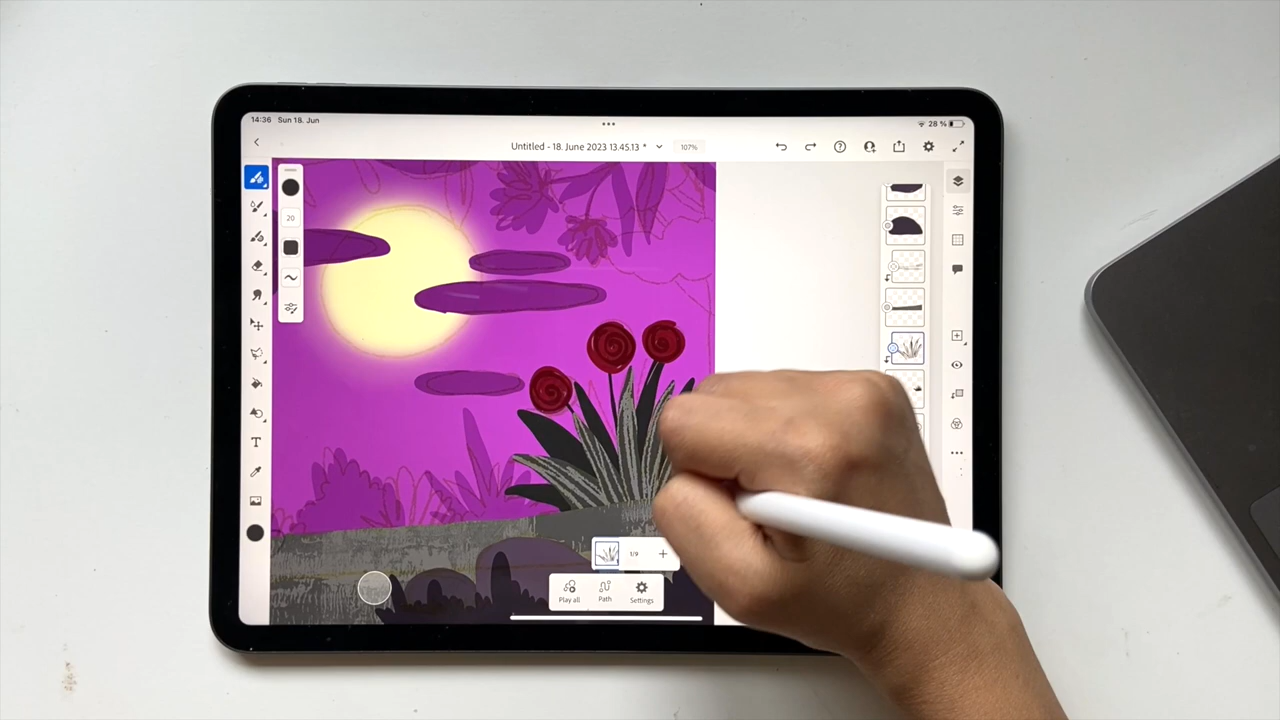 14:36 Sun 18. Jun
28 %
Untitled - 18. June 2023 13.45.13 *
107%
20
T
1/9
Play all
Path
Settings